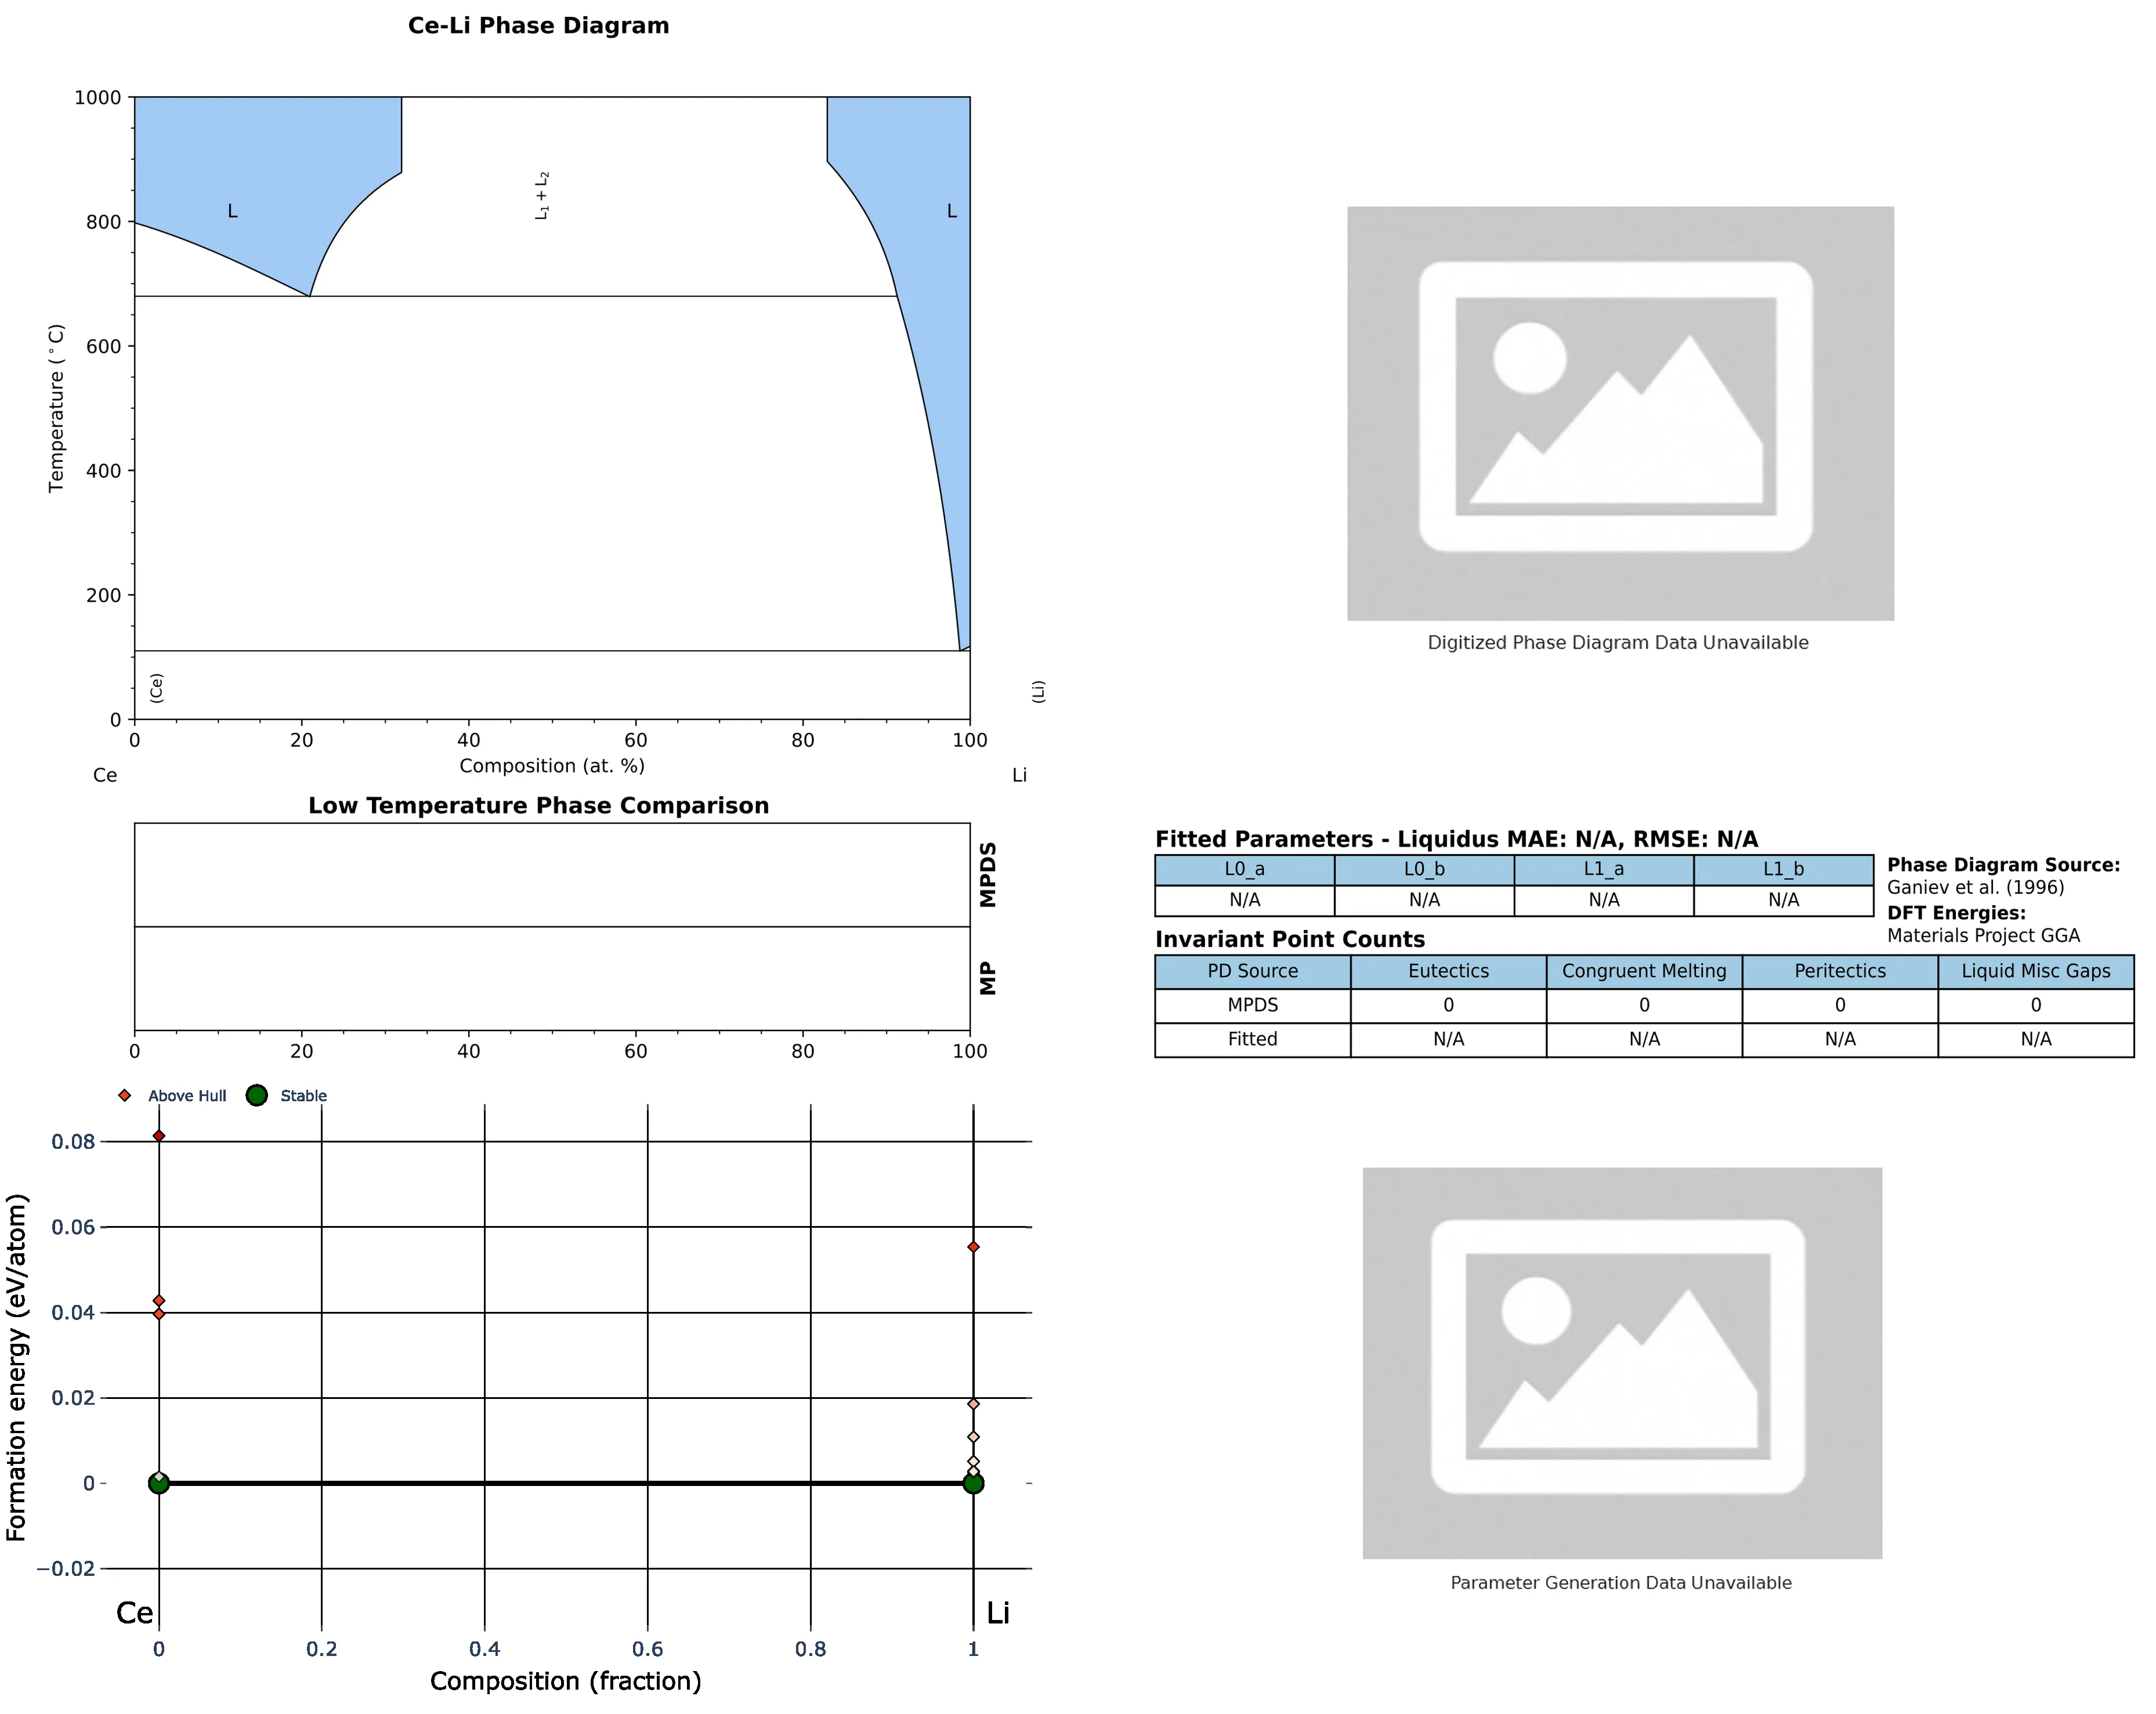 Ce-Li Phase Diagram
1000
800
600
400
200
0
Temperature (°C)
L
L₁ + L₂
L
(Ce)
(Li)
0 20 40 60 80 100
Composition (at. %)
Ce Li
Digitized Phase Diagram Data Unavailable
Low Temperature Phase Comparison
MPDS
MP
0 20 40 60 80 100
Fitted Parameters - Liquidus MAE: N/A, RMSE: N/A
L0_a L0_b L1_a L1_b
N/A N/A N/A N/A
Phase Diagram Source:
Ganiev et al. (1996)
DFT Energies:
Materials Project GGA
Invariant Point Counts
PD Source Eutectics Congruent Melting Peritectics Liquid Misc Gaps
MPDS 0 0 0 0
Fitted N/A N/A N/A N/A
Above Hull Stable
0.08
0.06
0.04
0.02
0
−0.02
Formation energy (eV/atom)
Ce Li
0 0.2 0.4 0.6 0.8 1
Composition (fraction)
Parameter Generation Data Unavailable